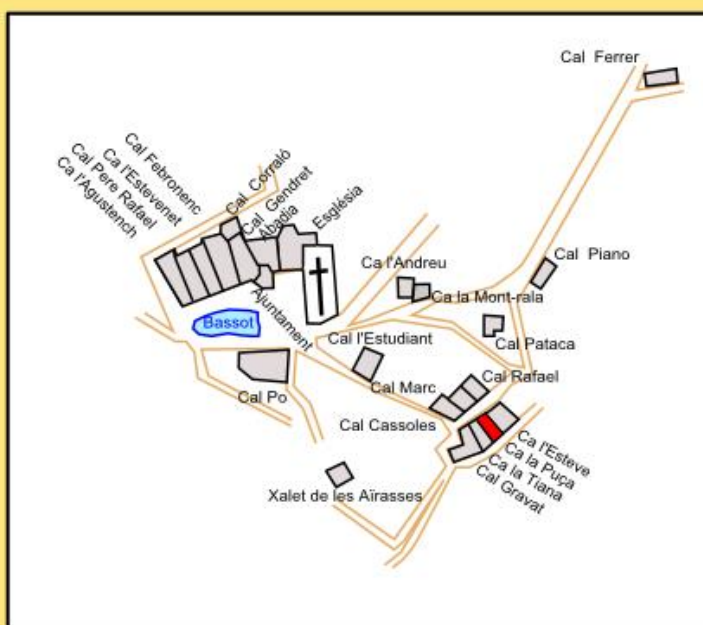 Cal Ferrer
Cal Febronenc
Ca l'Estevenet
Cal Pere Rafael
Ca l'Agustench
Cal Corraló
Cal Gendret
Abadia
Església
Cal Piano
Ca l'Andreu
Ca la Mont-rala
Ajuntament
Bassot
Cal l'Estudiant
Cal Pataca
Cal Rafael
Cal Marc
Cal Po
Cal Cassoles
Ca l'Esteve
Ca la Puça
Ca la Tiana
Cal Gravat
Xalet de les Aïrasses